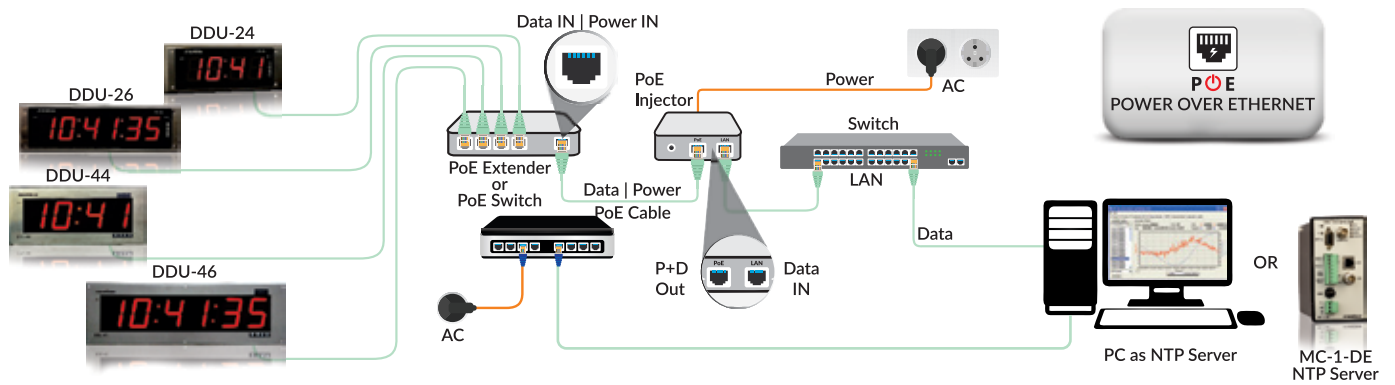 DDU-24
10:41
DDU-26
10:41:35
DDU-44
10:41
DDU-46
10:41:35
Data IN | Power IN
PoE Extender
or
PoE Switch
AC
Data | Power
PoE Cable
PoE
Injector
PoE
LAN
Power
AC
P+D
Out
PoE
LAN
Data
IN
Switch
LAN
Data
POE
POWER OVER ETHERNET
PC as NTP Server
OR
MC-1-DE
NTP Server